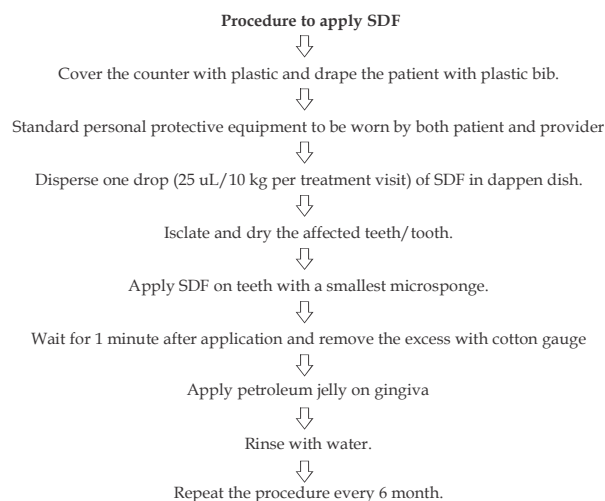 Procedure to apply SDF
Cover the counter with plastic and drape the patient with plastic bib.
Standard personal protective equipment to be worn by both patient and provider
Disperse one drop (25 uL/10 kg per treatment visit) of SDF in dappen dish.
Isclate and dry the affected teeth/tooth.
Apply SDF on teeth with a smallest microsponge.
Wait for 1 minute after application and remove the excess with cotton gauge
Apply petroleum jelly on gingiva
Rinse with water.
Repeat the procedure every 6 month.